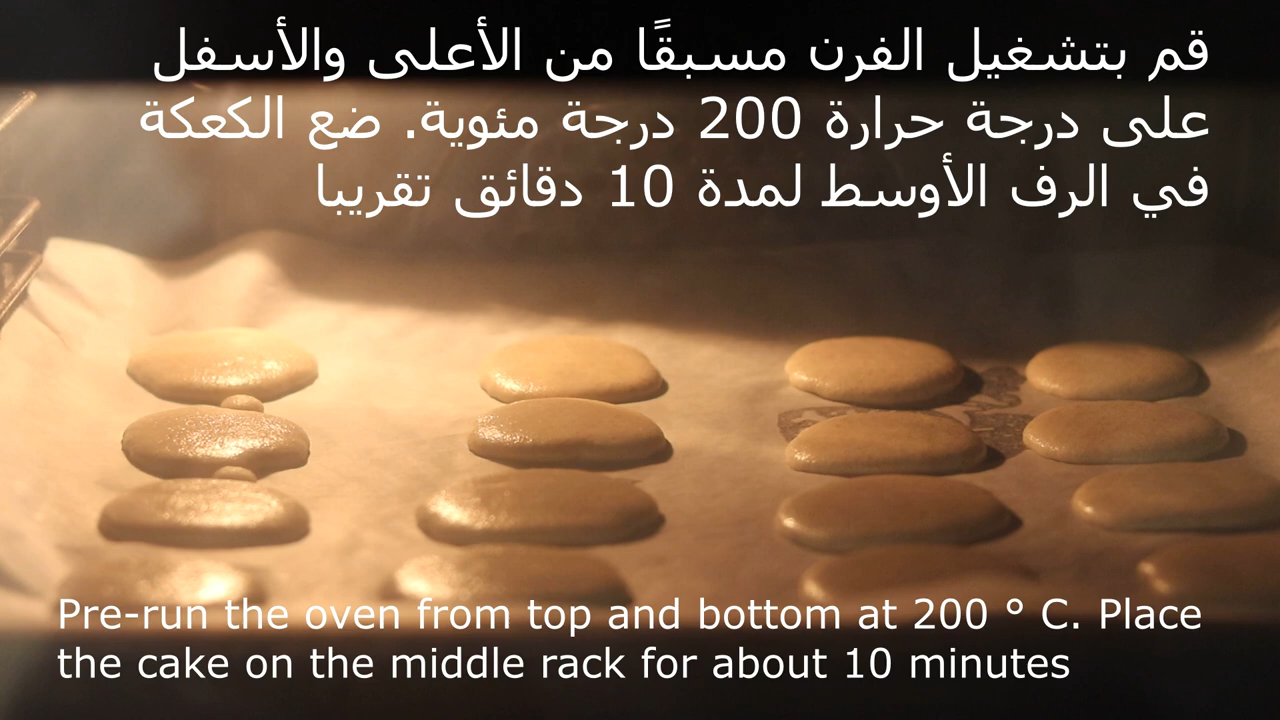 قم بتشغيل الفرن مسبقًا من الأعلى والأسفل
على درجة حرارة 200 درجة مئوية. ضع الكعكة
في الرف الأوسط لمدة 10 دقائق تقريبا
Pre-run the oven from top and bottom at 200 ° C. Place
the cake on the middle rack for about 10 minutes